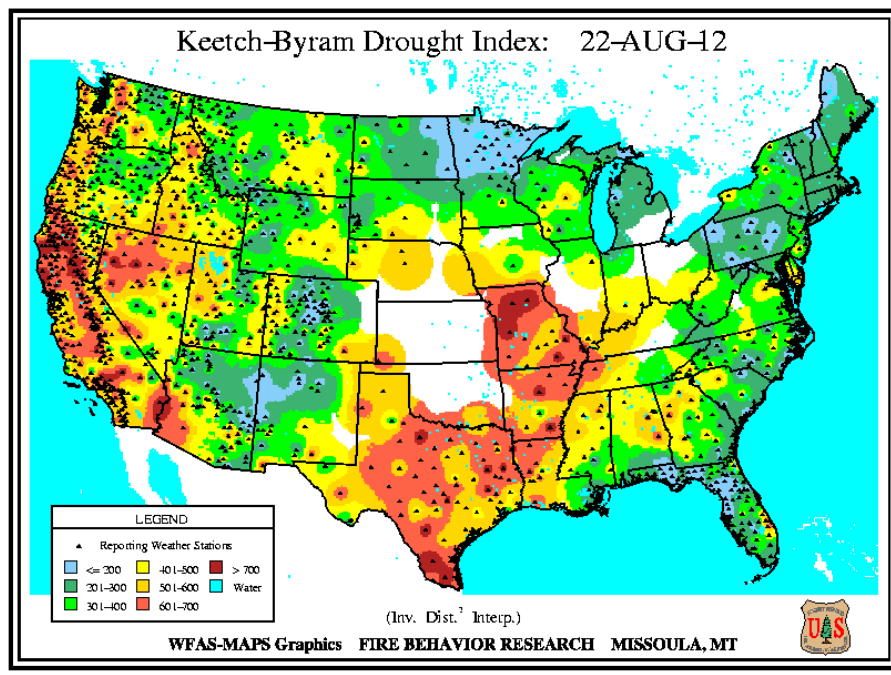 Keetch-Byram Drought Index: 22-AUG-12
LEGEND
Reporting Weather Stations
<= 200
401-500
> 700
201-300
501-600
Water
301-400
601-700
(Inv. Dist.² Interp.)
WFAS-MAPS Graphics FIRE BEHAVIOR RESEARCH MISSOULA, MT
U S